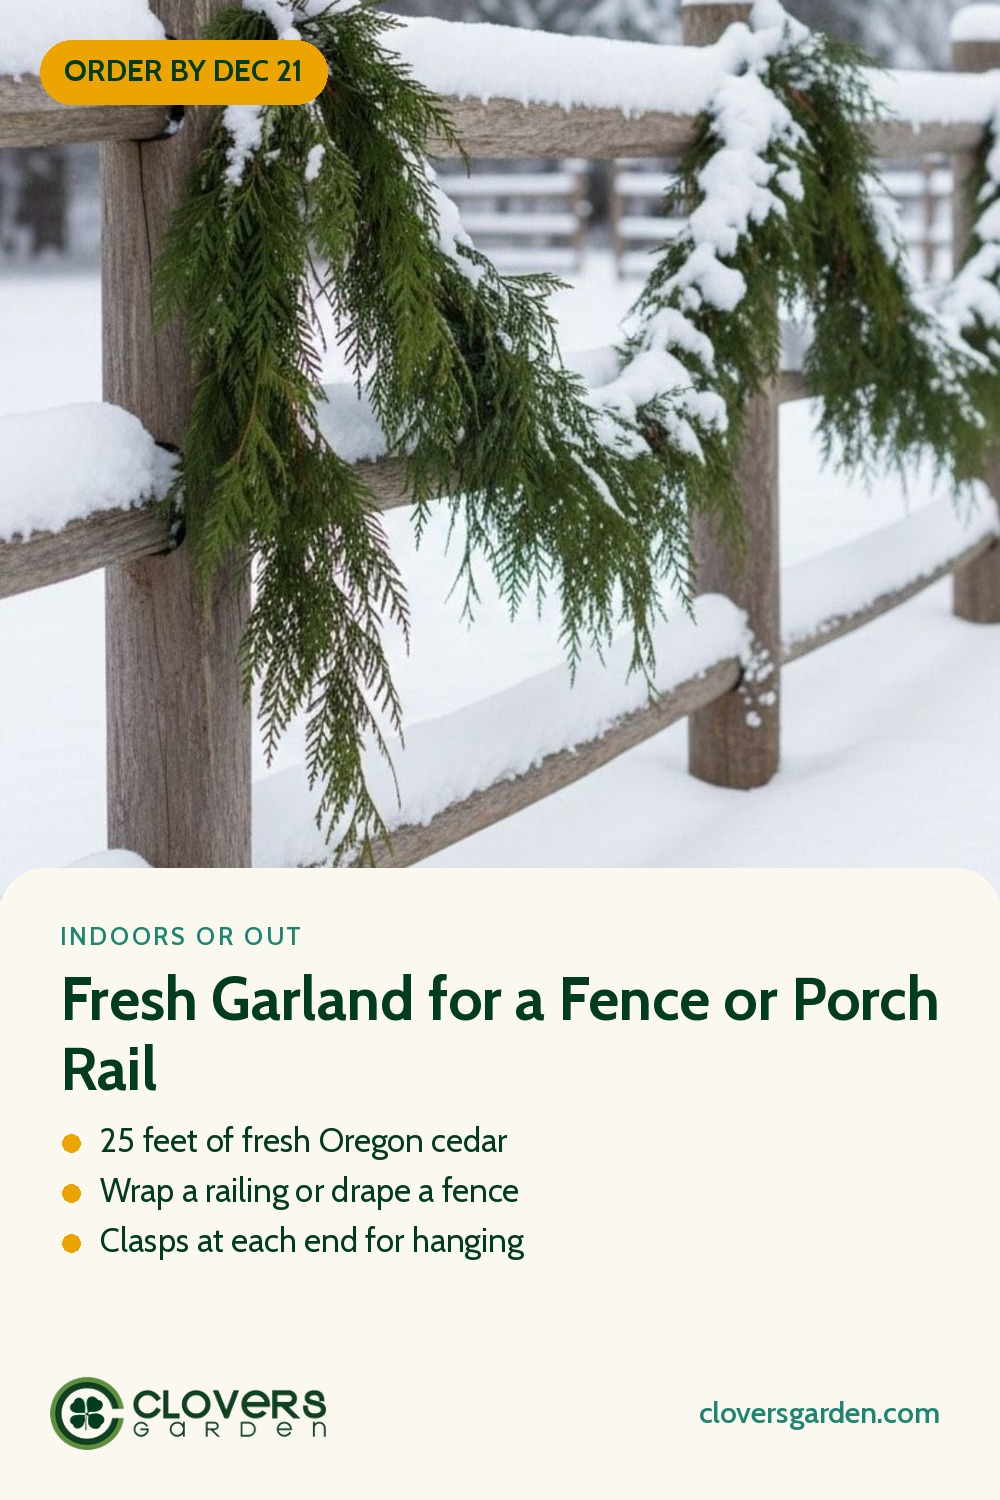 ORDER BY DEC 21
INDOORS OR OUT
Fresh Garland for a Fence or Porch
Rail
25 feet of fresh Oregon cedar
Wrap a railing or drape a fence
Clasps at each end for hanging
CLOVERS
GARDEN
cloversgarden.com